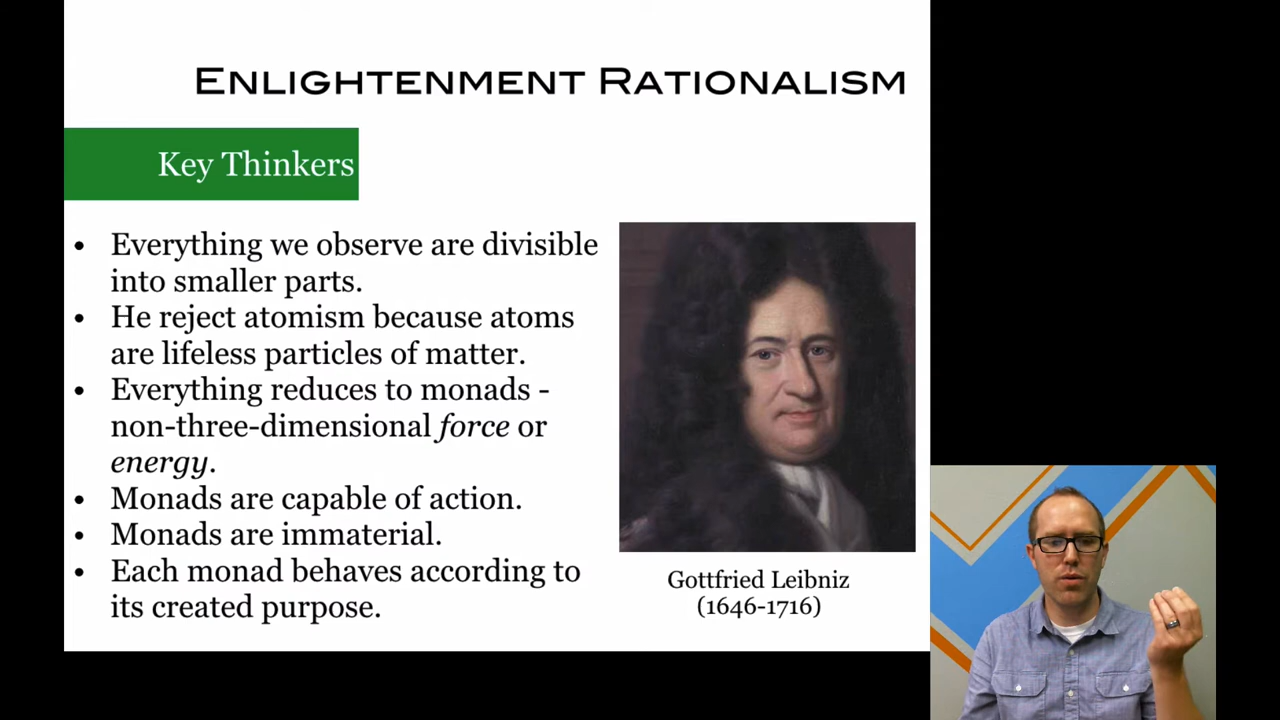 ENLIGHTENMENT RATIONALISM
Key Thinkers
• Everything we observe are divisible
into smaller parts.
• He reject atomism because atoms
are lifeless particles of matter.
• Everything reduces to monads -
non-three-dimensional force or
energy.
• Monads are capable of action.
• Monads are immaterial.
• Each monad behaves according to
its created purpose.
Gottfried Leibniz
(1646-1716)